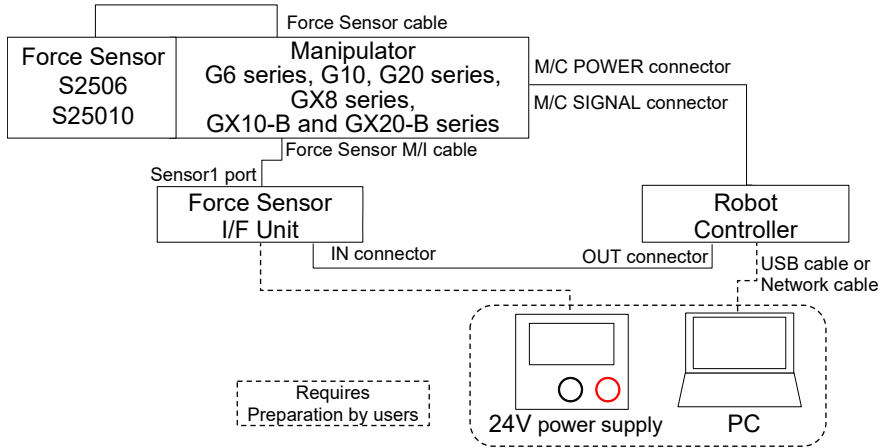 Force Sensor cable
Force Sensor
S2506
S25010
Manipulator
G6 series, G10, G20 series,
GX8 series,
GX10-B and GX20-B series
M/C POWER connector
M/C SIGNAL connector
Force Sensor M/I cable
Sensor1 port
Force Sensor
I/F Unit
Robot
Controller
IN connector
OUT connector
USB cable or
Network cable
Requires
Preparation by users
24V power supply
PC